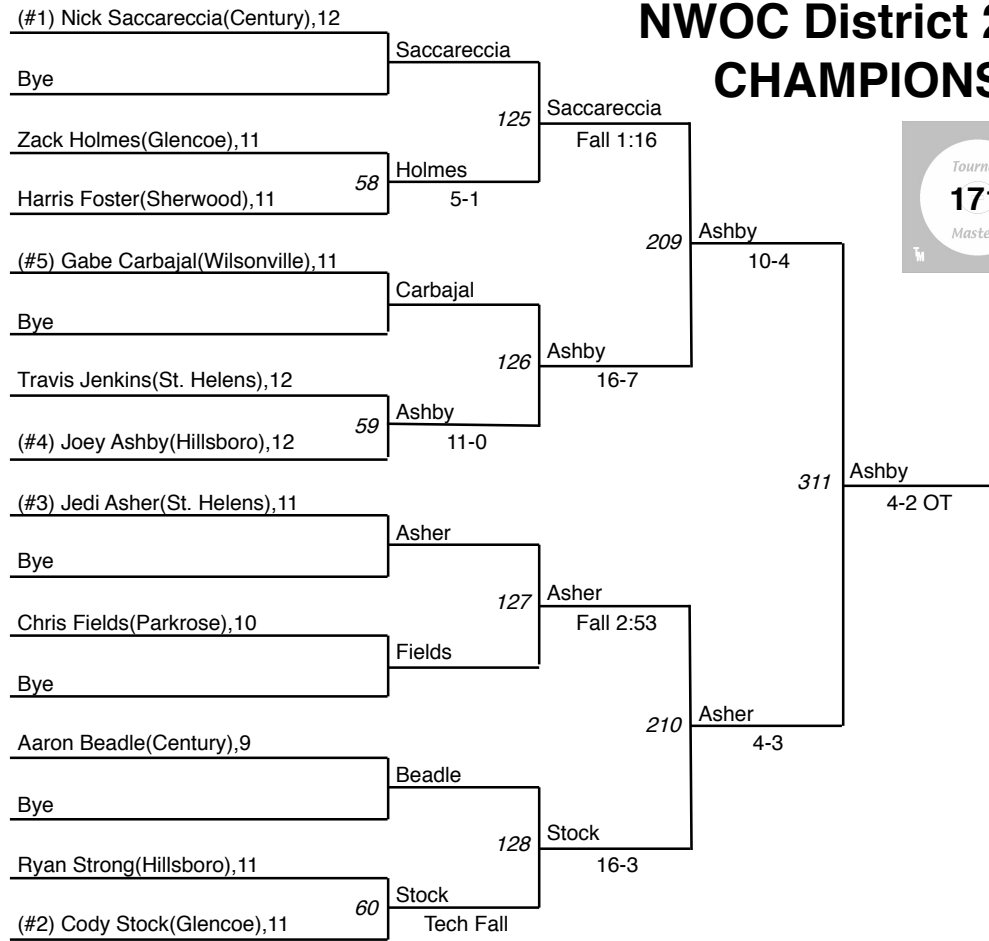 NWOC District
CHAMPIONS
(#1) Nick Saccareccia(Century),12
Saccareccia
Bye
125
Saccareccia
Fall 1:16
Zack Holmes(Glencoe),11
58
Holmes
5-1
Harris Foster(Sherwood),11
209
Ashby
10-4
(#5) Gabe Carbajal(Wilsonville),11
Carbajal
Bye
126
Ashby
16-7
Travis Jenkins(St. Helens),12
59
Ashby
11-0
(#4) Joey Ashby(Hillsboro),12
311
Ashby
4-2 OT
(#3) Jedi Asher(St. Helens),11
Asher
Bye
127
Asher
Fall 2:53
Chris Fields(Parkrose),10
Fields
Bye
210
Asher
4-3
Aaron Beadle(Century),9
Beadle
Bye
128
Stock
16-3
Ryan Strong(Hillsboro),11
60
Stock
Tech Fall
(#2) Cody Stock(Glencoe),11
17
TM